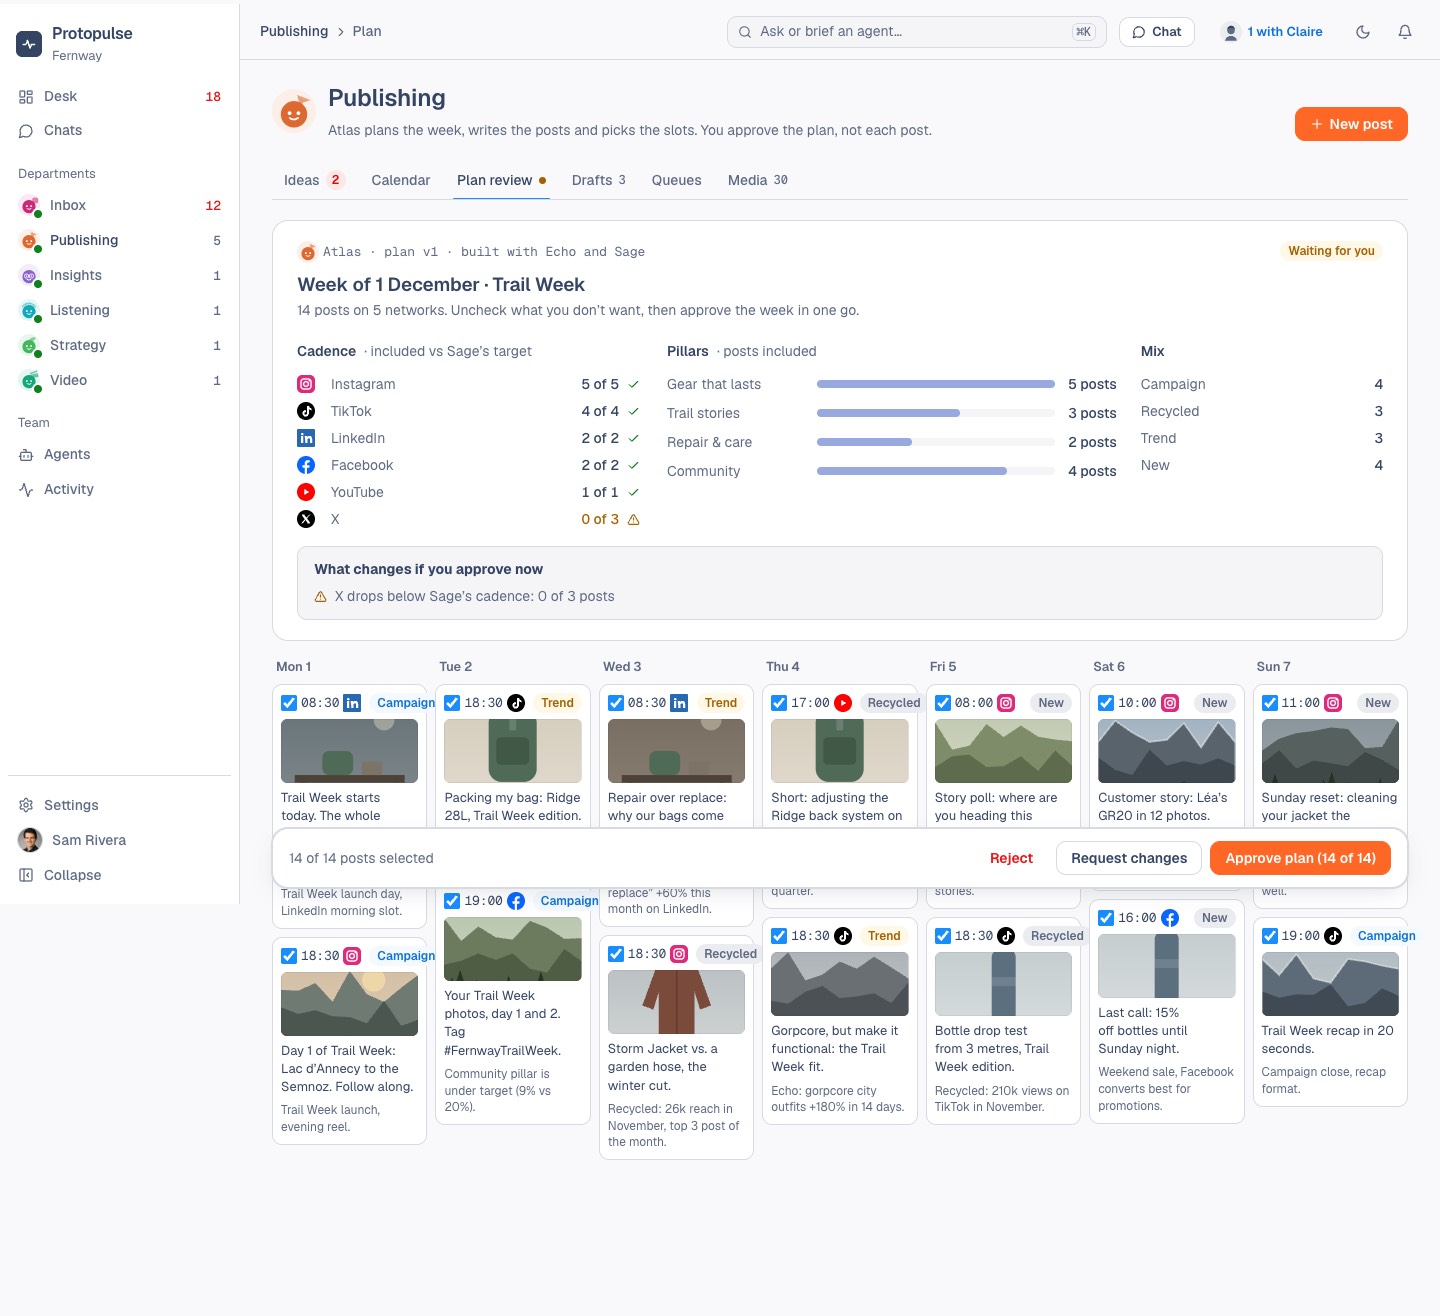 Protopulse
Fernway
Desk 18
Chats
Departments
Inbox 12
Publishing 5
Insights 1
Listening 1
Strategy 1
Video 1
Team
Agents
Activity
Settings
Sam Rivera
Collapse
Publishing > Plan
Ask or brief an agent... ⌘K
Chat
1 with Claire
Publishing
Atlas plans the week, writes the posts and picks the slots. You approve the plan, not each post.
+ New post
Ideas 2 Calendar Plan review Drafts 3 Queues Media 30
Atlas · plan v1 · built with Echo and Sage
Waiting for you
Week of 1 December · Trail Week
14 posts on 5 networks. Uncheck what you don't want, then approve the week in one go.
Cadence · included vs Sage's target
Instagram 5 of 5
TikTok 4 of 4
LinkedIn 2 of 2
Facebook 2 of 2
YouTube 1 of 1
X 0 of 3
Pillars · posts included
Gear that lasts 5 posts
Trail stories 3 posts
Repair & care 2 posts
Community 4 posts
Mix
Campaign 4
Recycled 3
Trend 3
New 4
What changes if you approve now
X drops below Sage's cadence: 0 of 3 posts
Mon 1
08:30 in Campaign
Trail Week starts
today. The whole
Trail Week launch day,
LinkedIn morning slot.
18:30 Campaign
Day 1 of Trail Week:
Lac d'Annecy to the
Semnoz. Follow along.
Trail Week launch,
evening reel.
Tue 2
18:30 Trend
Packing my bag: Ridge
28L, Trail Week edition.
19:00 Campaign
Your Trail Week
photos, day 1 and 2.
Tag
#FernwayTrailWeek.
Community pillar is
under target (9% vs
20%).
Wed 3
08:30 in Trend
Repair over replace:
why our bags come
replace" +60% this
month on LinkedIn.
18:30 Recycled
Storm Jacket vs. a
garden hose, the
winter cut.
Recycled: 26k reach in
November, top 3 post of
the month.
Thu 4
17:00 Recycled
Short: adjusting the
Ridge back system on
quarter.
18:30 Trend
Gorpcore, but make it
functional: the Trail
Week fit.
Echo: gorpcore city
outfits +180% in 14 days.
Fri 5
08:00 New
Story poll: where are
you heading this
stories.
18:30 Recycled
Bottle drop test
from 3 metres, Trail
Week edition.
Recycled: 210k views on
TikTok in November.
Sat 6
10:00 New
Customer story: Léa's
GR20 in 12 photos.
16:00 New
Last call: 15%
off bottles until
Sunday night.
Weekend sale, Facebook
converts best for
promotions.
Sun 7
11:00 New
Sunday reset: cleaning
your jacket the
well.
19:00 Campaign
Trail Week recap in 20
seconds.
Campaign close, recap
format.
14 of 14 posts selected
Reject
Request changes
Approve plan (14 of 14)